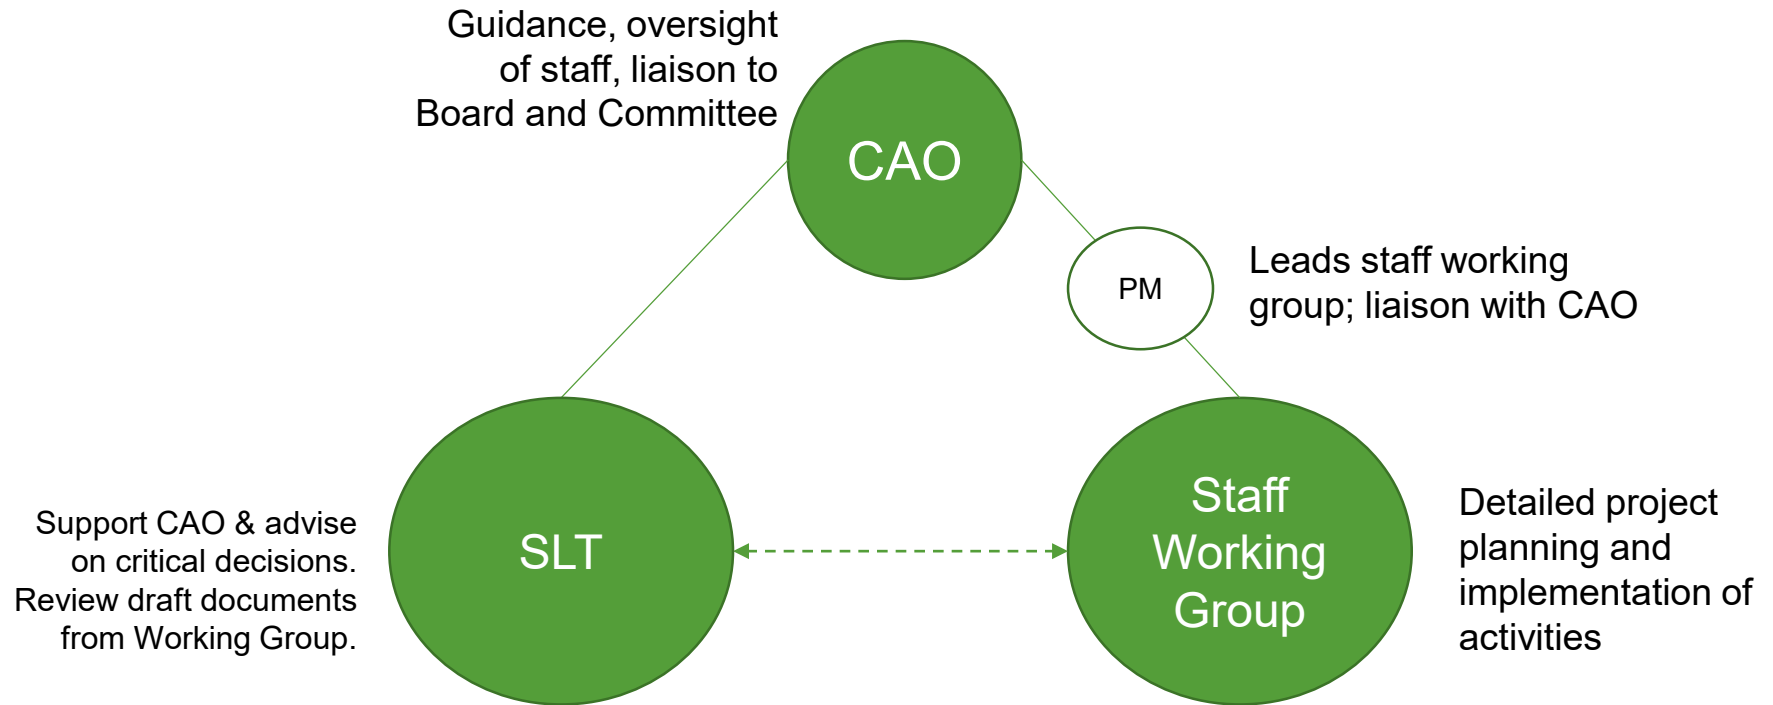 Guidance, oversight
of staff, liaison to
Board and Committee
CAO
PM
Leads staff working
group; liaison with CAO
Support CAO & advise
on critical decisions.
Review draft documents
from Working Group.
SLT
Staff
Working
Group
Detailed project
planning and
implementation of
activities